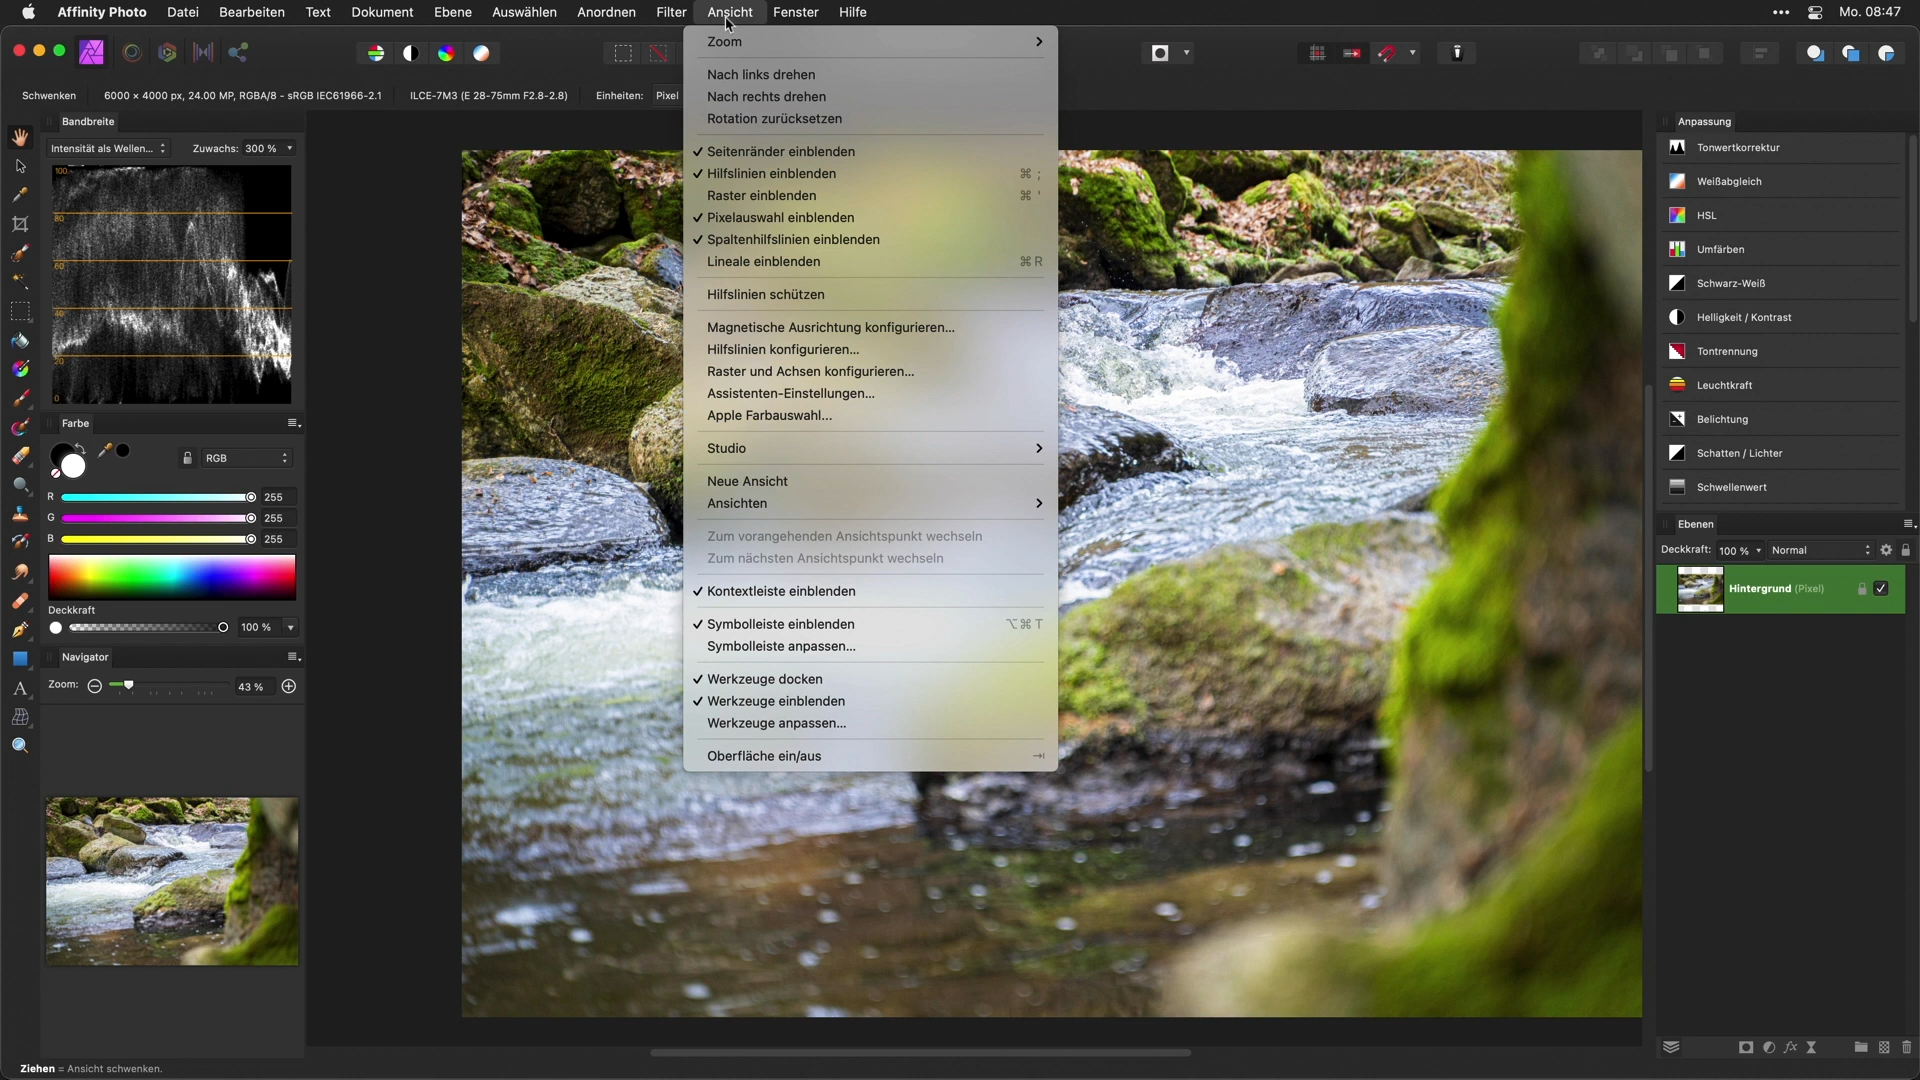 Affinity Photo Datei Bearbeiten Text Dokument Ebene Auswählen Anordnen Filter Ansicht Fenster Hilfe Mo. 08:47
Schwenken 6000 × 4000 px, 24.00 MP, RGBA/8 - sRGB IEC61966-2.1 ILCE-7M3 (E 28-75mm F2.8-2.8) Einheiten: Pixel
Bandbreite
Intensität als Wellen... Zuwachs: 300 %
100
80
60
40
20
0
Farbe
RGB
R 255
G 255
B 255
Deckkraft
100 %
Navigator
Zoom: 43 %
Ziehen = Ansicht schwenken.
Zoom
Nach links drehen
Nach rechts drehen
Rotation zurücksetzen
✓ Seitenränder einblenden
✓ Hilfslinien einblenden ⌘ ;
Raster einblenden ⌘ '
✓ Pixelauswahl einblenden
✓ Spaltenhilfslinien einblenden
Lineale einblenden ⌘ R
Hilfslinien schützen
Magnetische Ausrichtung konfigurieren...
Hilfslinien konfigurieren...
Raster und Achsen konfigurieren...
Assistenten-Einstellungen...
Apple Farbauswahl...
Studio
Neue Ansicht
Ansichten
Zum vorangehenden Ansichtspunkt wechseln
Zum nächsten Ansichtspunkt wechseln
✓ Kontextleiste einblenden
✓ Symbolleiste einblenden ⌥⌘ T
Symbolleiste anpassen...
✓ Werkzeuge docken
✓ Werkzeuge einblenden
Werkzeuge anpassen...
Oberfläche ein/aus ⇥
Anpassung
Tonwertkorrektur
Weißabgleich
HSL
Umfärben
Schwarz-Weiß
Helligkeit / Kontrast
Tontrennung
Leuchtkraft
Belichtung
Schatten / Lichter
Schwellenwert
Ebenen
Deckkraft: 100 % Normal
Hintergrund (Pixel)
fx